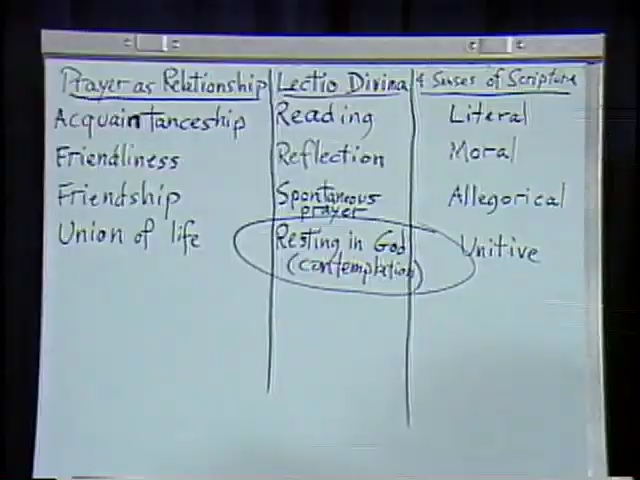 Prayer as Relationship Lectio Divina 4 Senses of Scripture
Acquaintanceship Reading Literal
Friendliness Reflection Moral
Friendship Spontaneous Allegorical
prayer
Union of life Resting in God Unitive
(contemplation)